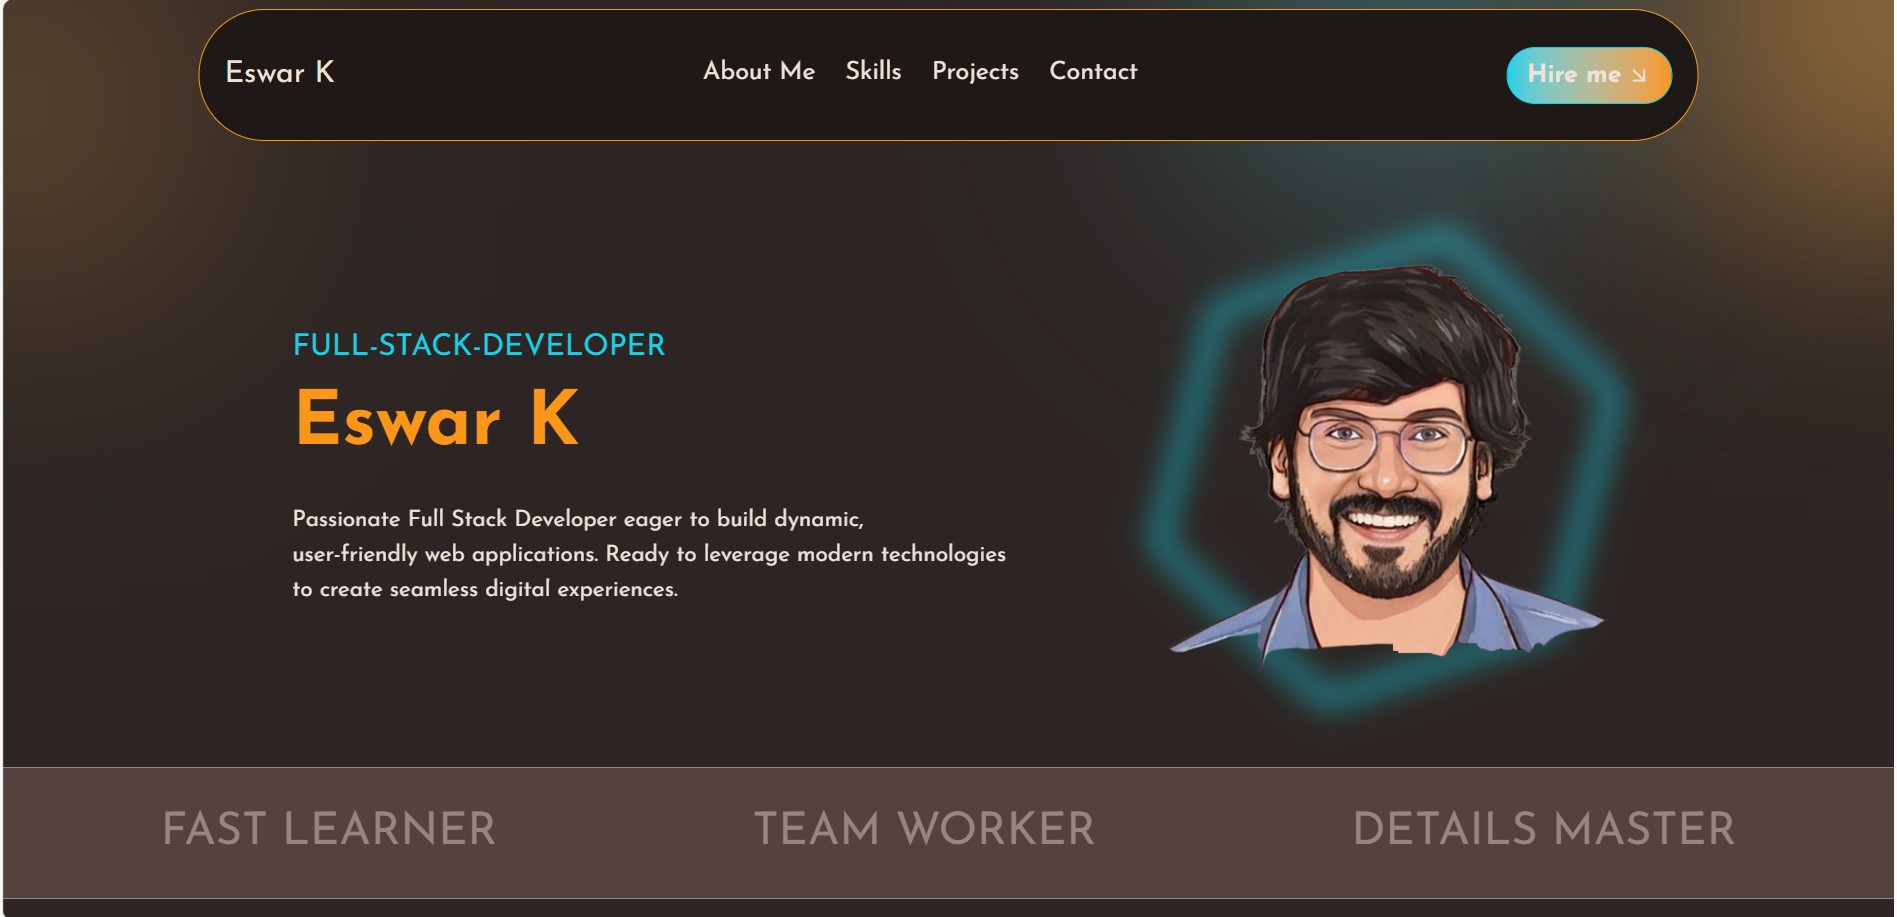 Eswar K
About Me
Skills
Projects
Contact
Hire me
FULL-STACK-DEVELOPER
Eswar K
Passionate Full Stack Developer eager to build dynamic,
user-friendly web applications. Ready to leverage modern technologies
to create seamless digital experiences.
FAST LEARNER
TEAM WORKER
DETAILS MASTER